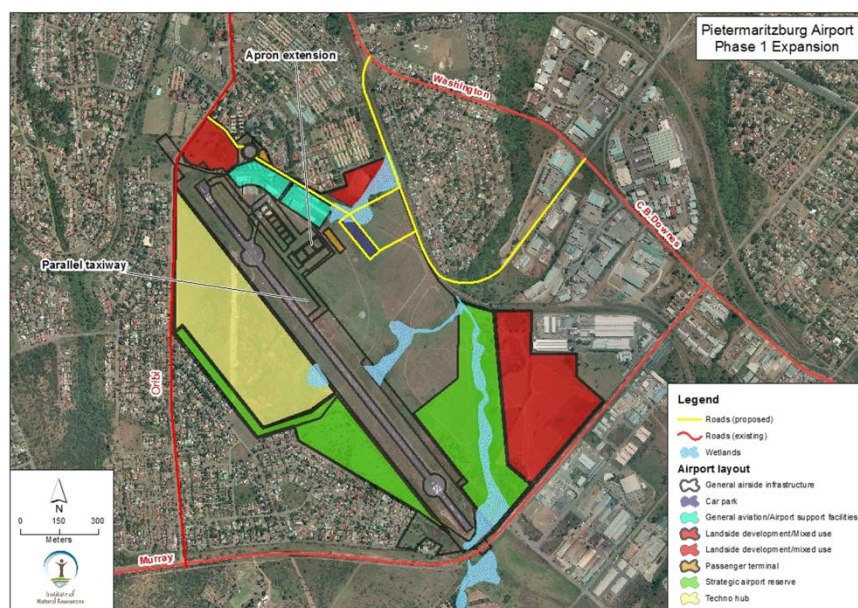 Pietermaritzburg Airport
Phase 1 Expansion
Apron extension
Washington
C B Downes
Parallel taxiway
Oribi
Murray
N
0 150 300
Meters
Institute of
Natural Resources
Legend
Roads (proposed)
Roads (existing)
Wetlands
Airport layout
General airside infrastructure
Car park
General aviation/Airport support facilities
Landside development/Mixed use
Landside development/mixed use
Passenger terminal
Strategic airport reserve
Techno hub